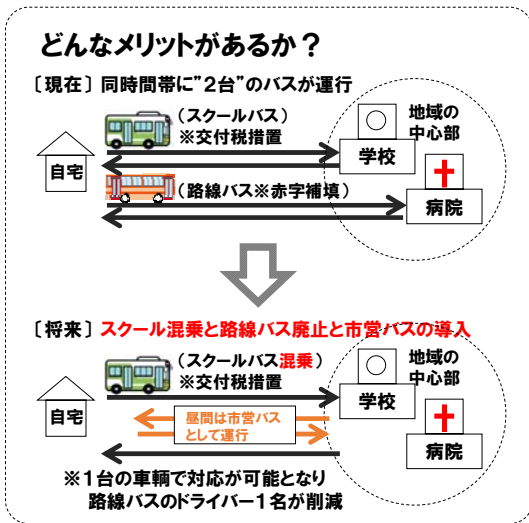 どんなメリットがあるか？
〔現在〕同時間帯に”２台”のバスが運行
（スクールバス）
※交付税措置
地域の
中心部
学校
自宅
（路線バス※赤字補填）
病院
〔将来〕スクール混乗と路線バス廃止と市営バスの導入
（スクールバス混乗）
※交付税措置
地域の
中心部
学校
自宅
昼間は市営バス
として運行
病院
※１台の車輌で対応が可能となり
路線バスのドライバー１名が削減